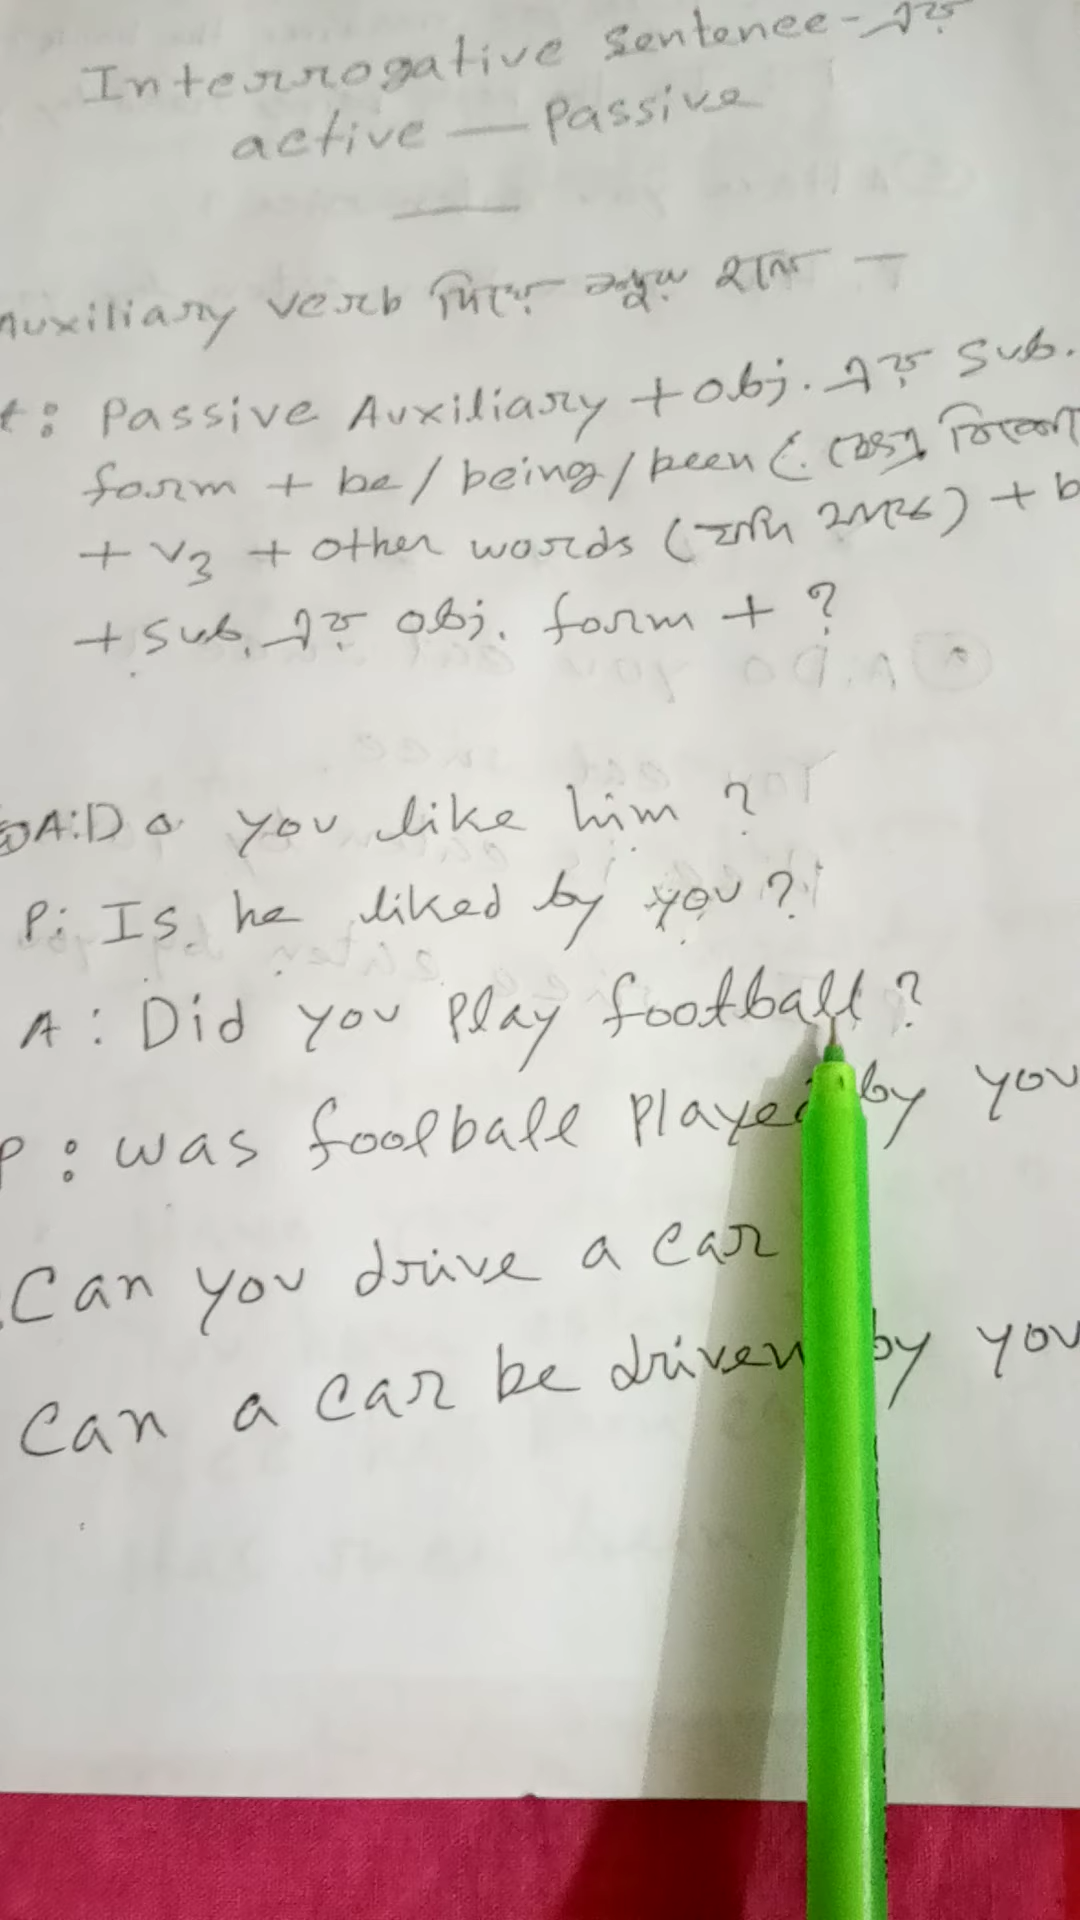 Interrogative Sentence-এর
active — Passive
Auxiliary verb দিয়ে শুরু হলে —
t: Passive Auxiliary + obj. এর Sub.
form + be / being / been (
+ V3 + other words (যদি থাকে) + b
+ Sub. এর obj. form + ?
A: Do you like him ?
P: Is he liked by you ?
A : Did you Play football ?
P : was foolball Played by you
Can you drive a car
Can a car be driven by you